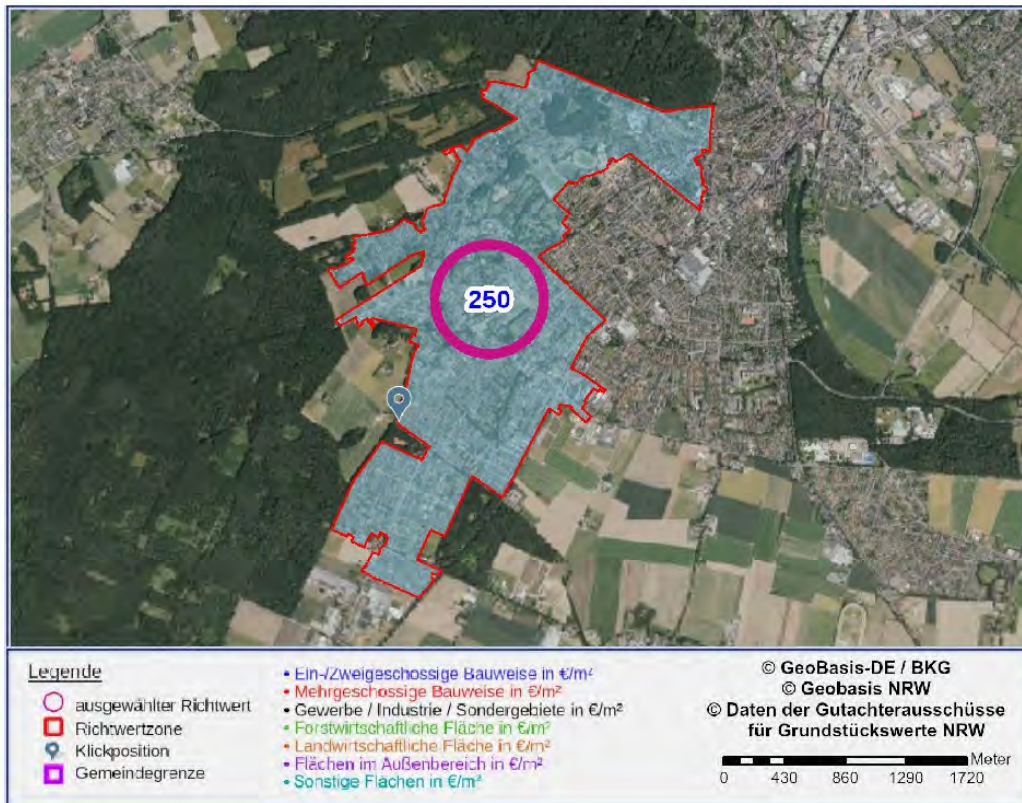 250
Legende
ausgewählter Richtwert
Richtwertzone
Klickposition
Gemeindegrenze
• Ein-/Zweigeschossige Bauweise in €/m²
• Mehrgeschossige Bauweise in €/m²
• Gewerbe / Industrie / Sondergebiete in €/m²
• Forstwirtschaftliche Fläche in €/m²
• Landwirtschaftliche Fläche in €/m²
• Flächen im Außenbereich in €/m²
• Sonstige Flächen in €/m²
© GeoBasis-DE / BKG
© Geobasis NRW
© Daten der Gutachterausschüsse
für Grundstückswerte NRW
Meter
0 430 860 1290 1720